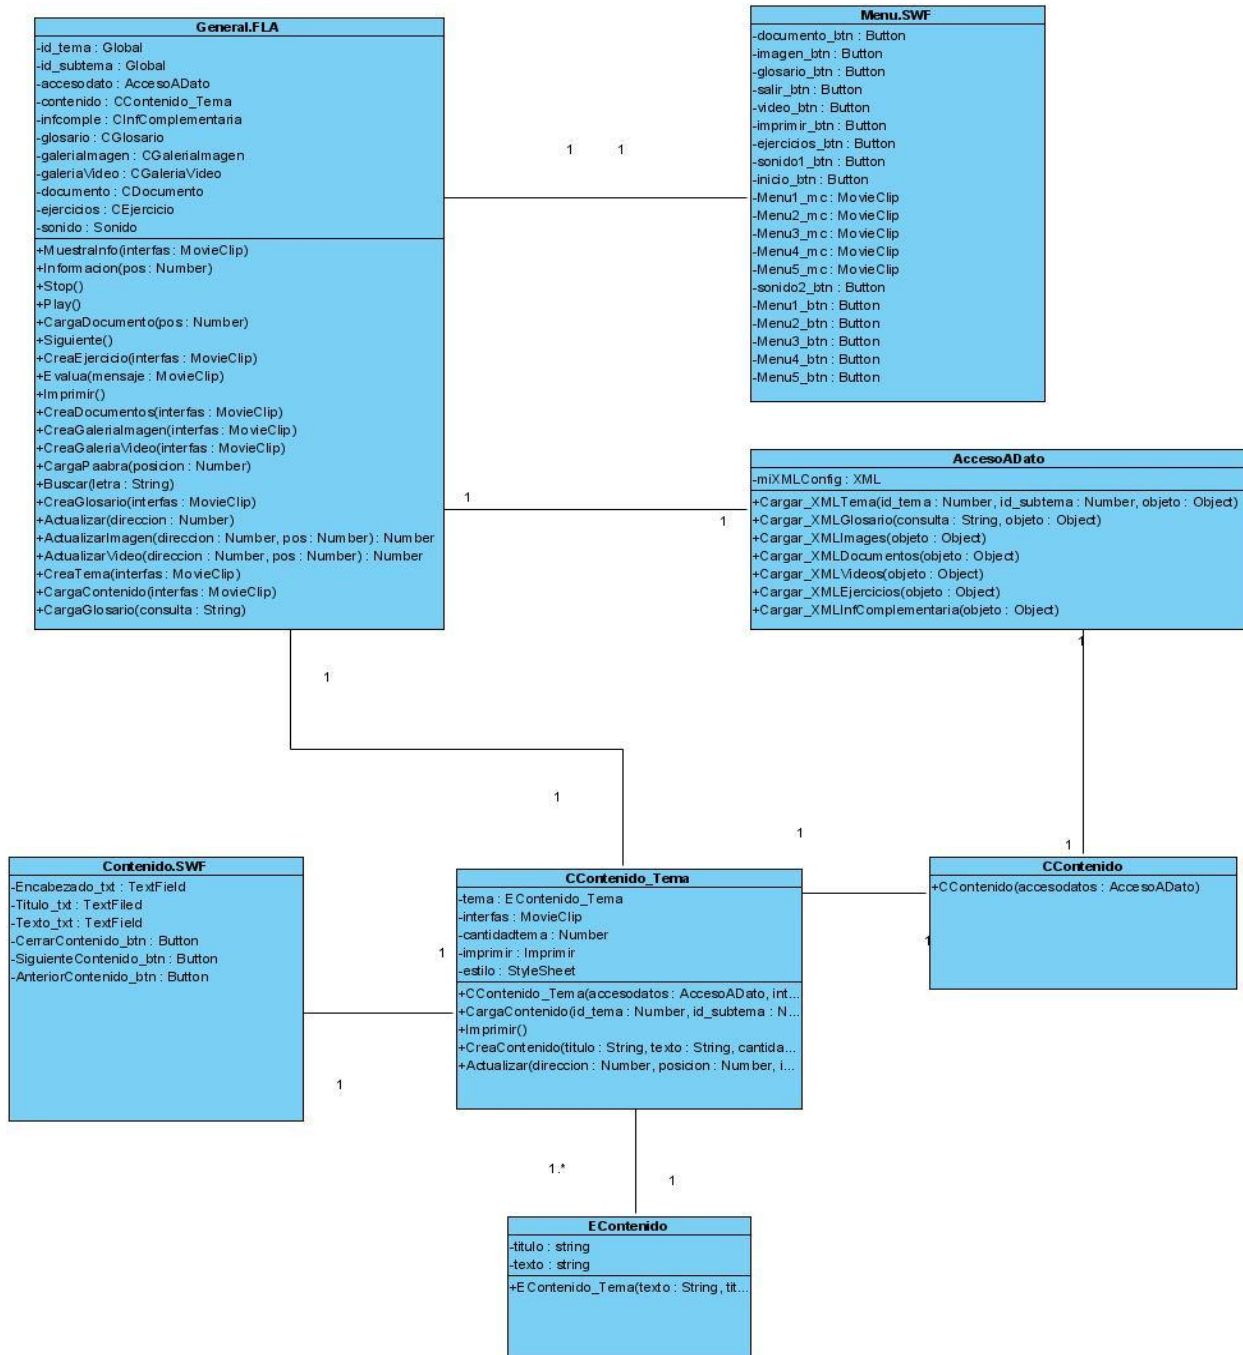 General.FLA
-id_tema : Global
-id_subtema : Global
-accesodato : AccesoADato
-contenido : CContenido_Tema
-infcomple : CInfComplementaria
-glosario : CGlosario
-galeriaImagen : CGaleriaImagen
-galeriaVideo : CGaleriaVideo
-documento : CDocumento
-ejercicios : CEjercicio
-sonido : Sonido
+MuestraInfo(interfas : MovieClip)
+Informacion(pos : Number)
+Stop()
+Play()
+CargaDocumento(pos : Number)
+Siguiente()
+CreaEjercicio(interfas : MovieClip)
+Evalua(mensaje : MovieClip)
+Imprimir()
+CreaDocumentos(interfas : MovieClip)
+CreaGaleriaImagen(interfas : MovieClip)
+CreaGaleriaVideo(interfas : MovieClip)
+CargaPaabra(posicion : Number)
+Buscar(letra : String)
+CreaGlosario(interfas : MovieClip)
+Actualizar(direccion : Number)
+ActualizarImagen(direccion : Number, pos : Number) : Number
+ActualizarVideo(direccion : Number, pos : Number) : Number
+CreaTema(interfas : MovieClip)
+CargaContenido(interfas : MovieClip)
+CargaGlosario(consulta : String)
1 1
Menu.SWF
-documento_btn : Button
-imagen_btn : Button
-glosario_btn : Button
-salir_btn : Button
-video_btn : Button
-imprimir_btn : Button
-ejercicios_btn : Button
-sonido1_btn : Button
-inicio_btn : Button
-Menu1_mc : MovieClip
-Menu2_mc : MovieClip
-Menu3_mc : MovieClip
-Menu4_mc : MovieClip
-Menu5_mc : MovieClip
-sonido2_btn : Button
-Menu1_btn : Button
-Menu2_btn : Button
-Menu3_btn : Button
-Menu4_btn : Button
-Menu5_btn : Button
1
1
AccesoADato
-miXMLConfig : XML
+Cargar_XMLTema(id_tema : Number, id_subtema : Number, objeto : Object)
+Cargar_XMLGlosario(consulta : String, objeto : Object)
+Cargar_XMLImages(objeto : Object)
+Cargar_XMLDocumentos(objeto : Object)
+Cargar_XMLVideos(objeto : Object)
+Cargar_XMLEjercicios(objeto : Object)
+Cargar_XMLInfComplementaria(objeto : Object)
1
1
1
1
1
Contenido.SWF
-Encabezado_txt : TextField
-Titulo_txt : TextFiled
-Texto_txt : TextField
-CerrarContenido_btn : Button
-SiguienteContenido_btn : Button
-AnteriorContenido_btn : Button
1
1
CContenido_Tema
-tema : EContenido_Tema
-interfas : MovieClip
-cantidadtema : Number
-imprimir : Imprimir
-estilo : StyleSheet
+CContenido_Tema(accesodatos : AccesoADato, int...
+CargaContenido(id_tema : Number, id_subtema : N...
+Imprimir()
+CreaContenido(titulo : String, texto : String, cantida...
+Actualizar(direccion : Number, posicion : Number, i...
CContenido
+CContenido(accesodatos : AccesoADato)
1
1.*
1
EContenido
-titulo : string
-texto : string
+EContenido_Tema(texto : String, tit...